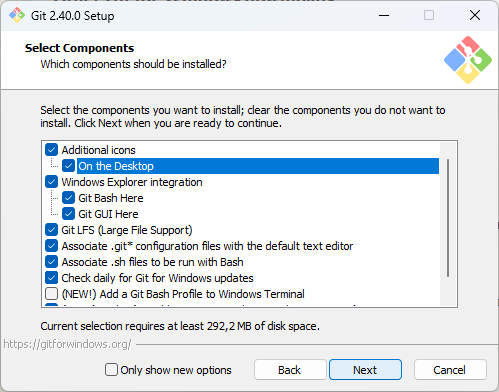 Git 2.40.0 Setup
Select Components
Which components should be installed?
Select the components you want to install; clear the components you do not want to
install. Click Next when you are ready to continue.
Additional icons
On the Desktop
Windows Explorer integration
Git Bash Here
Git GUI Here
Git LFS (Large File Support)
Associate .git* configuration files with the default text editor
Associate .sh files to be run with Bash
Check daily for Git for Windows updates
(NEW!) Add a Git Bash Profile to Windows Terminal
Current selection requires at least 292,2 MB of disk space.
https://gitforwindows.org/
Only show new options
Back
Next
Cancel